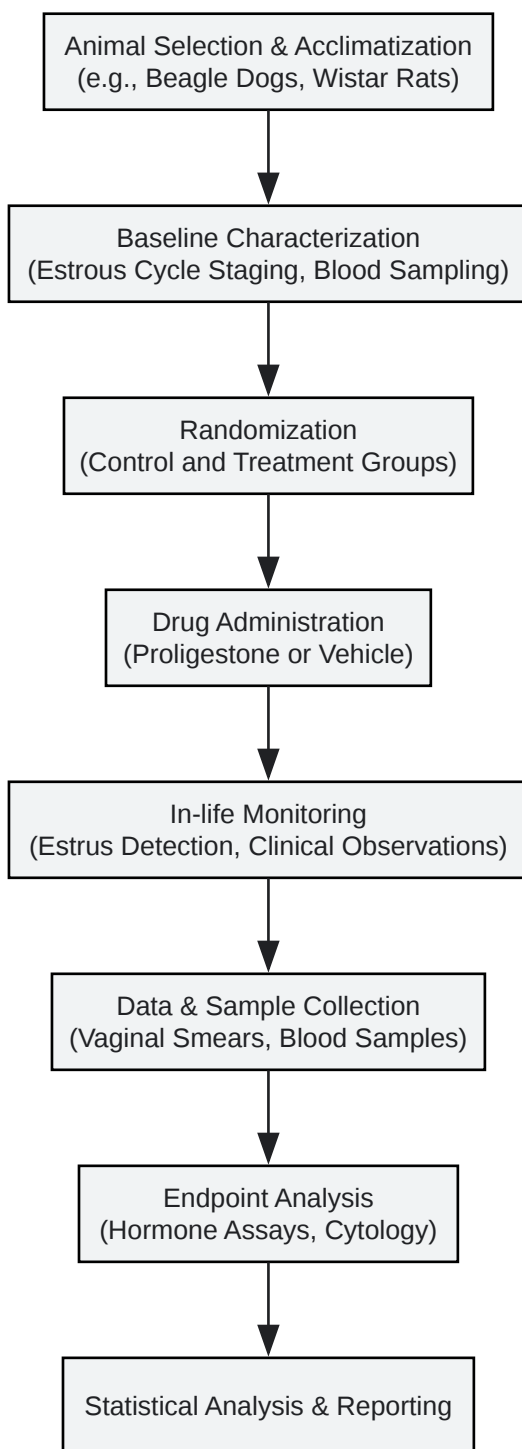 Animal Selection & Acclimatization
(e.g., Beagle Dogs, Wistar Rats)
Baseline Characterization
(Estrous Cycle Staging, Blood Sampling)
Randomization
(Control and Treatment Groups)
Drug Administration
(Proligestone or Vehicle)
In-life Monitoring
(Estrus Detection, Clinical Observations)
Data & Sample Collection
(Vaginal Smears, Blood Samples)
Endpoint Analysis
(Hormone Assays, Cytology)
Statistical Analysis & Reporting